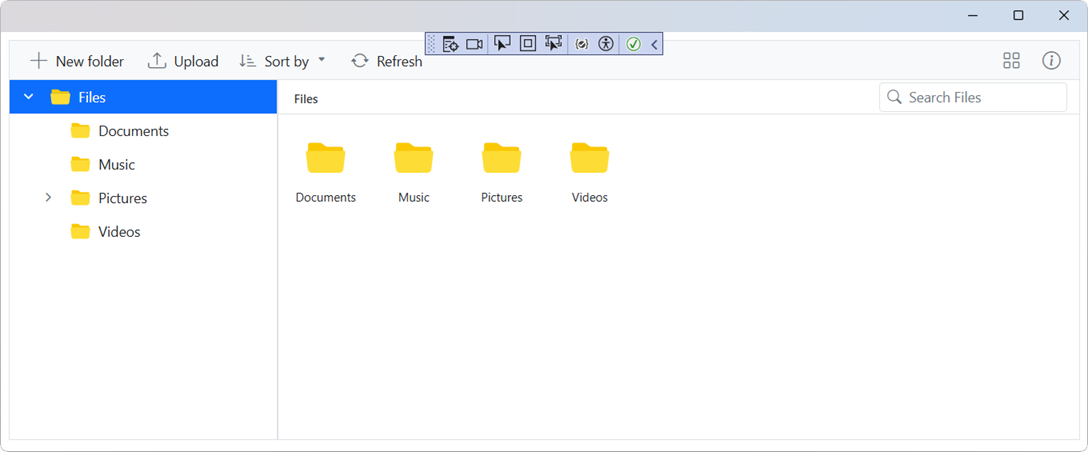 New folder Upload Sort by Refresh
Files
Documents
Music
Pictures
Videos
Files Search Files
Documents Music Pictures Videos